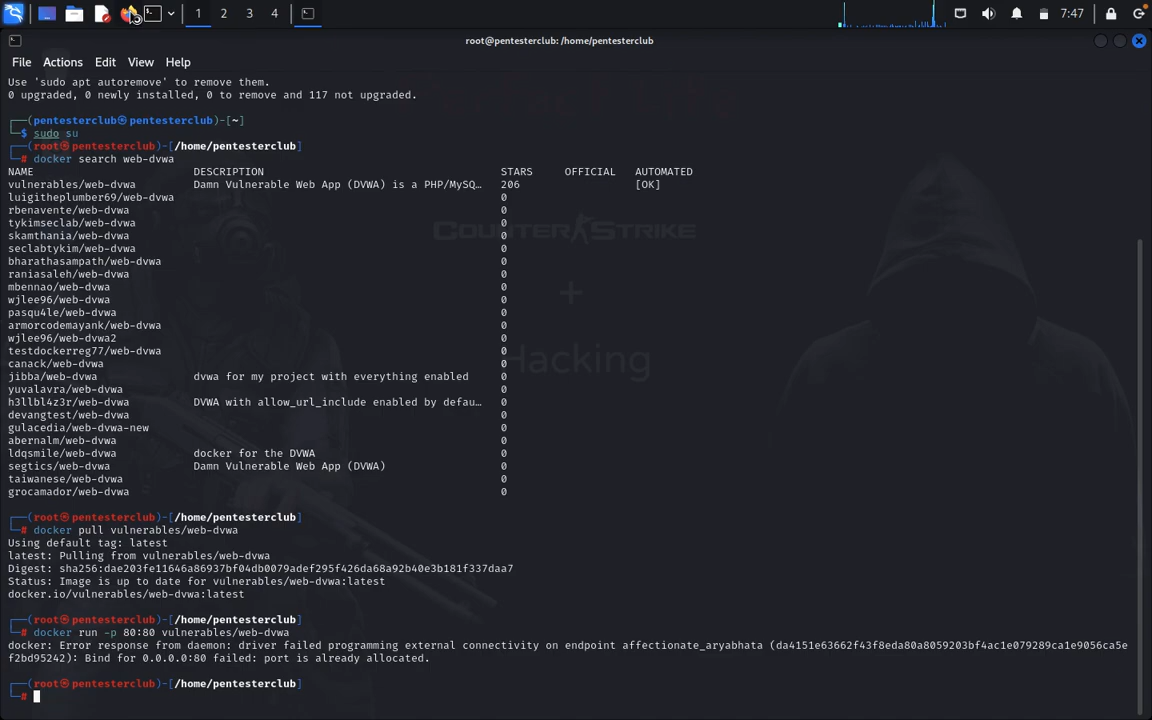 1 2 3 4 7:47
root@pentesterclub: /home/pentesterclub
File Actions Edit View Help
Use 'sudo apt autoremove' to remove them.
0 upgraded, 0 newly installed, 0 to remove and 117 not upgraded.
┌──(pentesterclub㉿pentesterclub)-[~]
└─$ sudo su
┌──(root㉿pentesterclub)-[/home/pentesterclub]
└─# docker search web-dvwa
NAME DESCRIPTION STARS OFFICIAL AUTOMATED
vulnerables/web-dvwa Damn Vulnerable Web App (DVWA) is a PHP/MySQ… 206 [OK]
luigitheplumber69/web-dvwa 0
rbenavente/web-dvwa 0
tykimseclab/web-dvwa 0
skamthania/web-dvwa 0
seclabtykim/web-dvwa 0
bharathasampath/web-dvwa 0
raniasaleh/web-dvwa 0
mbennao/web-dvwa 0
wjlee96/web-dvwa 0
pasqu4le/web-dvwa 0
armorcodemayank/web-dvwa 0
wjlee96/web-dvwa2 0
testdockerreg77/web-dvwa 0
canack/web-dvwa 0
jibba/web-dvwa dvwa for my project with everything enabled 0
yuvalavra/web-dvwa 0
h3llbl4z3r/web-dvwa DVWA with allow_url_include enabled by defau… 0
devangtest/web-dvwa 0
gulacedia/web-dvwa-new 0
abernalm/web-dvwa 0
ldqsmile/web-dvwa docker for the DVWA 0
segtics/web-dvwa Damn Vulnerable Web App (DVWA) 0
taiwanese/web-dvwa 0
grocamador/web-dvwa 0
COUNTER STRIKE
+
Hacking
┌──(root㉿pentesterclub)-[/home/pentesterclub]
└─# docker pull vulnerables/web-dvwa
Using default tag: latest
latest: Pulling from vulnerables/web-dvwa
Digest: sha256:dae203fe11646a86937bf04db0079adef295f426da68a92b40e3b181f337daa7
Status: Image is up to date for vulnerables/web-dvwa:latest
docker.io/vulnerables/web-dvwa:latest
┌──(root㉿pentesterclub)-[/home/pentesterclub]
└─# docker run -p 80:80 vulnerables/web-dvwa
docker: Error response from daemon: driver failed programming external connectivity on endpoint affectionate_aryabhata (da4151e63662f43f8eda80a8059203bf4ac1e079289ca1e9056ca5e
f2bd95242): Bind for 0.0.0.0:80 failed: port is already allocated.
┌──(root㉿pentesterclub)-[/home/pentesterclub]
└─#